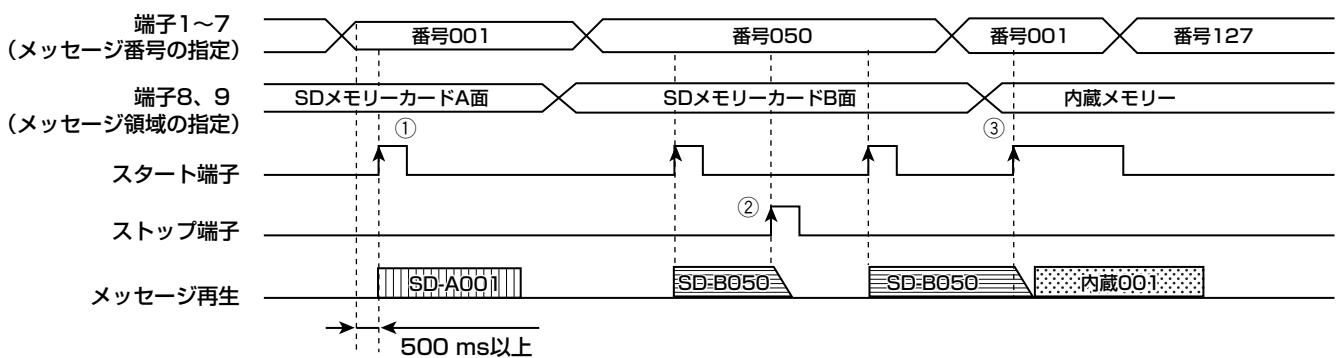 端子1～7
（メッセージ番号の指定）
番号001
番号050
番号001
番号127
端子8、9
（メッセージ領域の指定）
SDメモリーカードA面
SDメモリーカードB面
内蔵メモリー
①
③
スタート端子
②
ストップ端子
メッセージ再生
SD-A001
SD-B050
SD-B050
内蔵001
500 ms以上